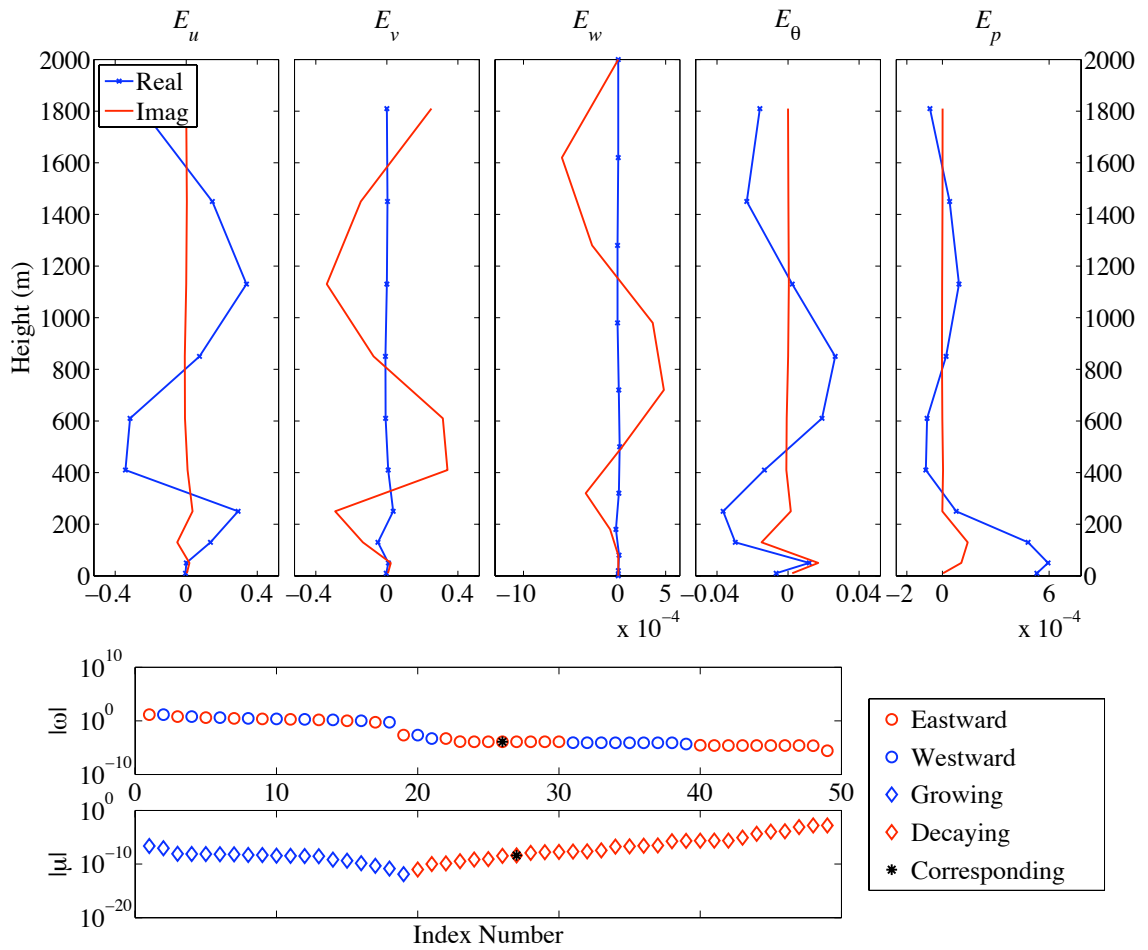 E_u E_v E_w E_θ E_p
2000 2000
Real
Imag
1800 1800
1600 1600
1400 1400
1200 1200
1000 1000
800 800
600 600
400 400
200 200
0 0
Height (m)
−0.4 0 0.4 −0.4 0 0.4 −10 0 5 −0.04 0 0.04 −2 0 6
x 10^−4 x 10^−4
10^10
10^0
10^−10
|ω|
0 10 20 30 40 50
10^0
10^−10
10^−20
|μ|
Index Number
Eastward
Westward
Growing
Decaying
Corresponding